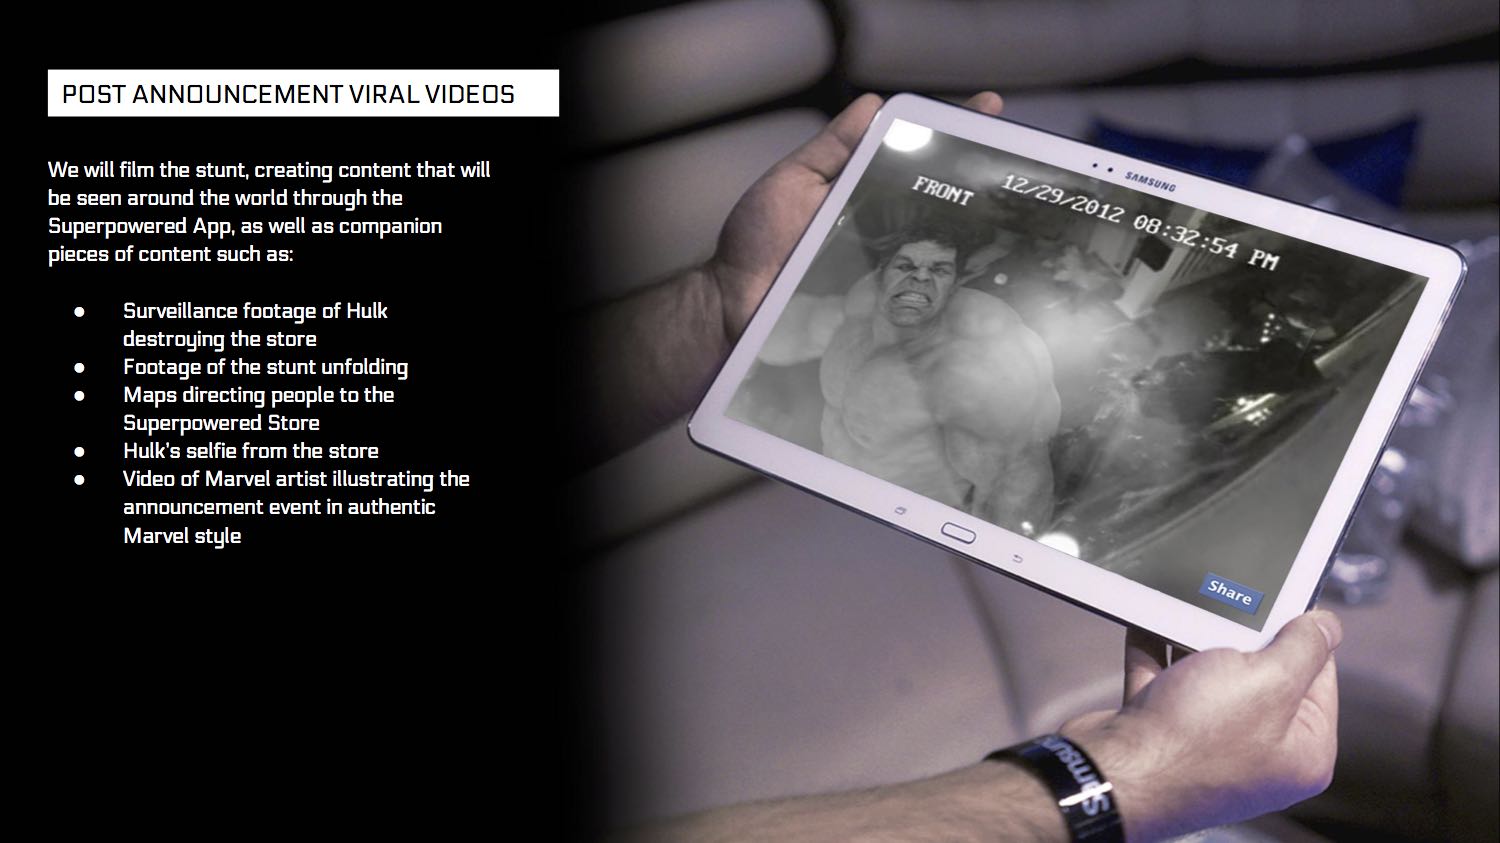 POST ANNOUNCEMENT VIRAL VIDEOS
We will film the stunt, creating content that will
be seen around the world through the
Superpowered App, as well as companion
pieces of content such as:
● Surveillance footage of Hulk
destroying the store
● Footage of the stunt unfolding
● Maps directing people to the
Superpowered Store
● Hulk's selfie from the store
● Video of Marvel artist illustrating the
announcement event in authentic
Marvel style
SAMSUNG
FRONT 12/29/2012 08:32:54 PM
Share
Samsung